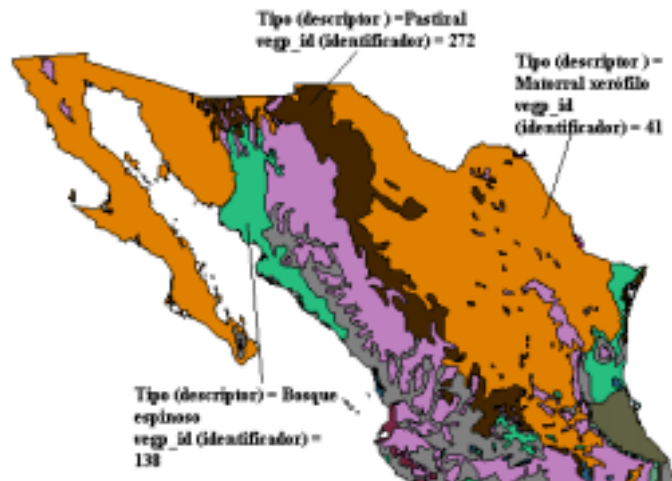 Tipo (descriptor ) =Pastizal
vegp_id (identificador) = 272
Tipo (descriptor ) =
Matorral xerófilo
vegp_id
(identificador) = 41
Tipo (descriptor) = Bosque
espinoso
vegp_id (identificador) =
138